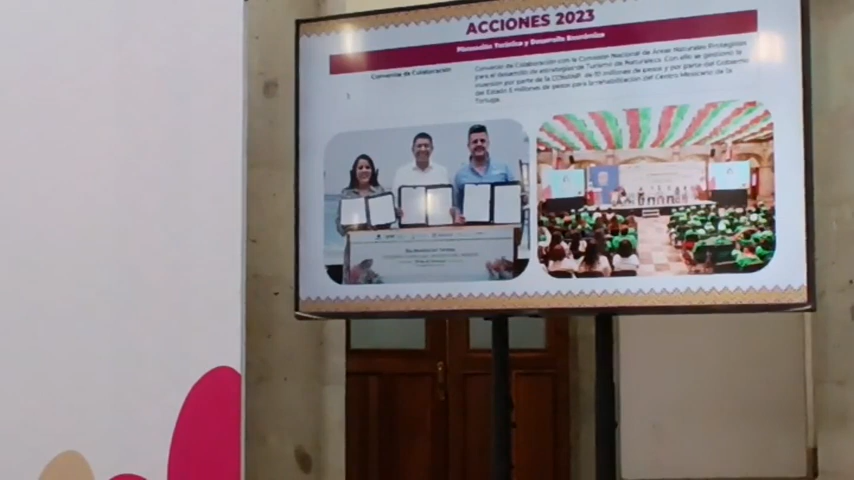 ACCIONES 2023
Planeación Turística y Desarrollo Económico
Convenios de Colaboración
Convenio de Colaboración con la Comisión Nacional de Áreas Naturales Protegidas
para el desarrollo de estrategias de Turismo de Naturaleza. Con ello se gestionó la
inversión por parte de la CONANP de 10 millones de pesos y por parte del Gobierno
del Estado 5 millones de pesos para la rehabilitación del Centro Mexicano de la
Tortuga.